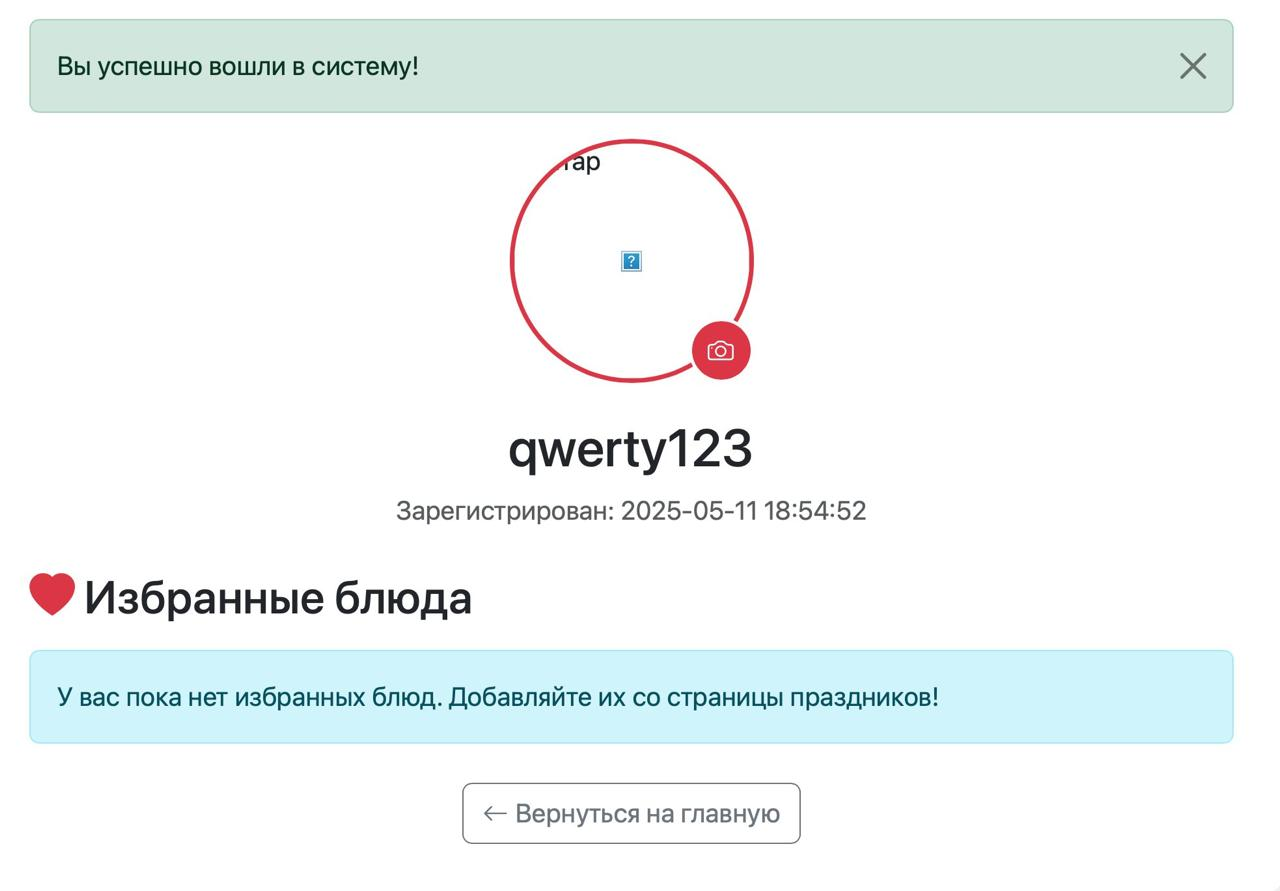 Вы успешно вошли в систему!
qwerty123
Зарегистрирован: 2025-05-11 18:54:52
Избранные блюда
У вас пока нет избранных блюд. Добавляйте их со страницы праздников!
← Вернуться на главную